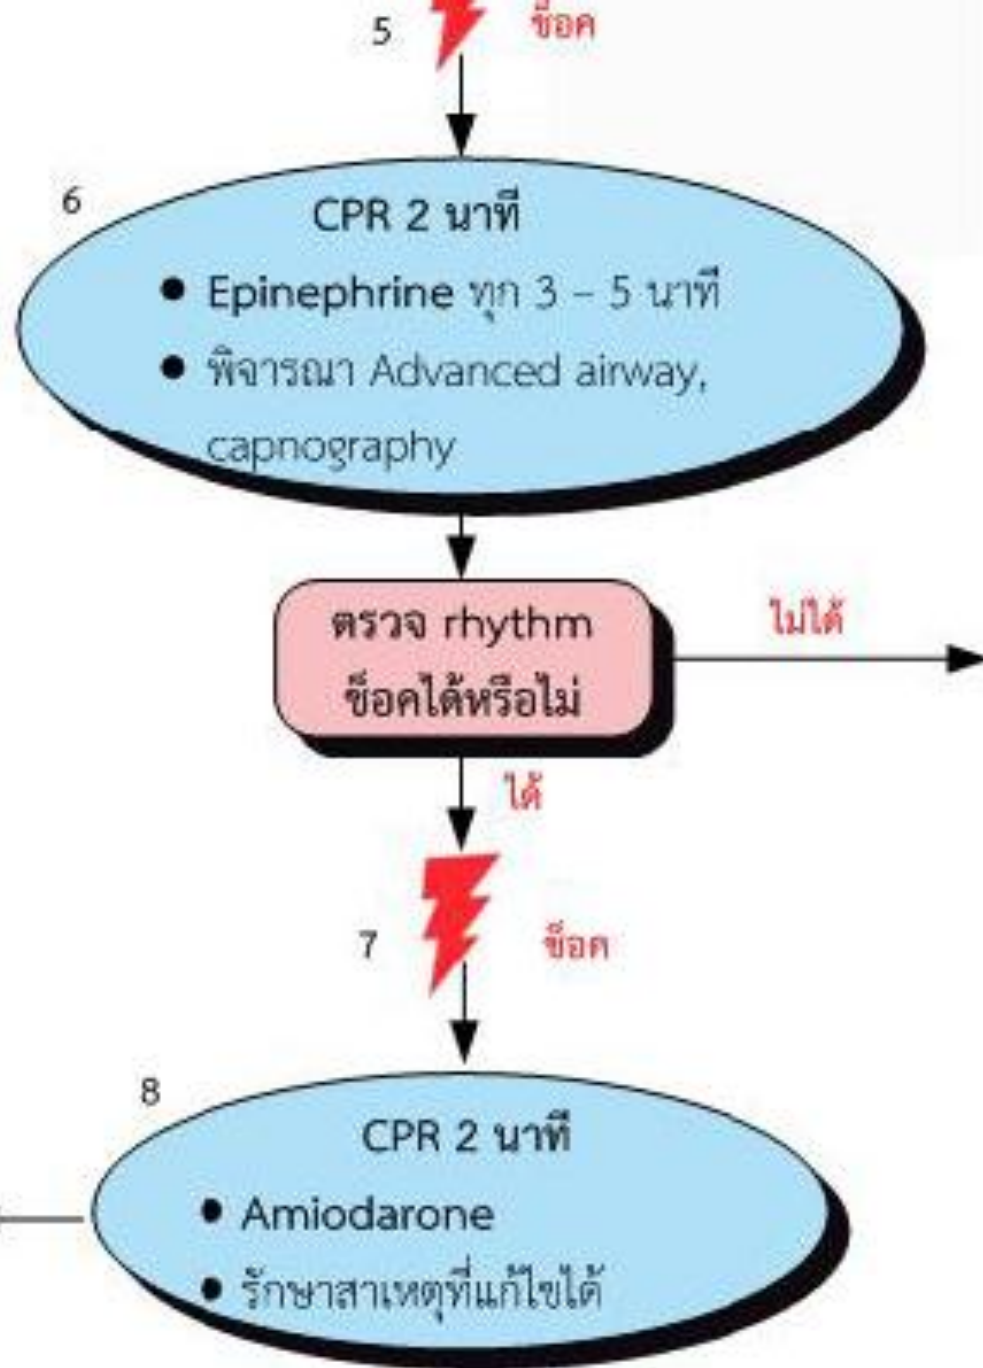 5 ช็อค
6
CPR 2 นาที
● Epinephrine ทุก 3 – 5 นาที
● พิจารณา Advanced airway,
capnography
ตรวจ rhythm
ช็อคได้หรือไม่
ไม่ได้
ได้
7 ช็อค
8
CPR 2 นาที
● Amiodarone
● รักษาสาเหตุที่แก้ไขได้